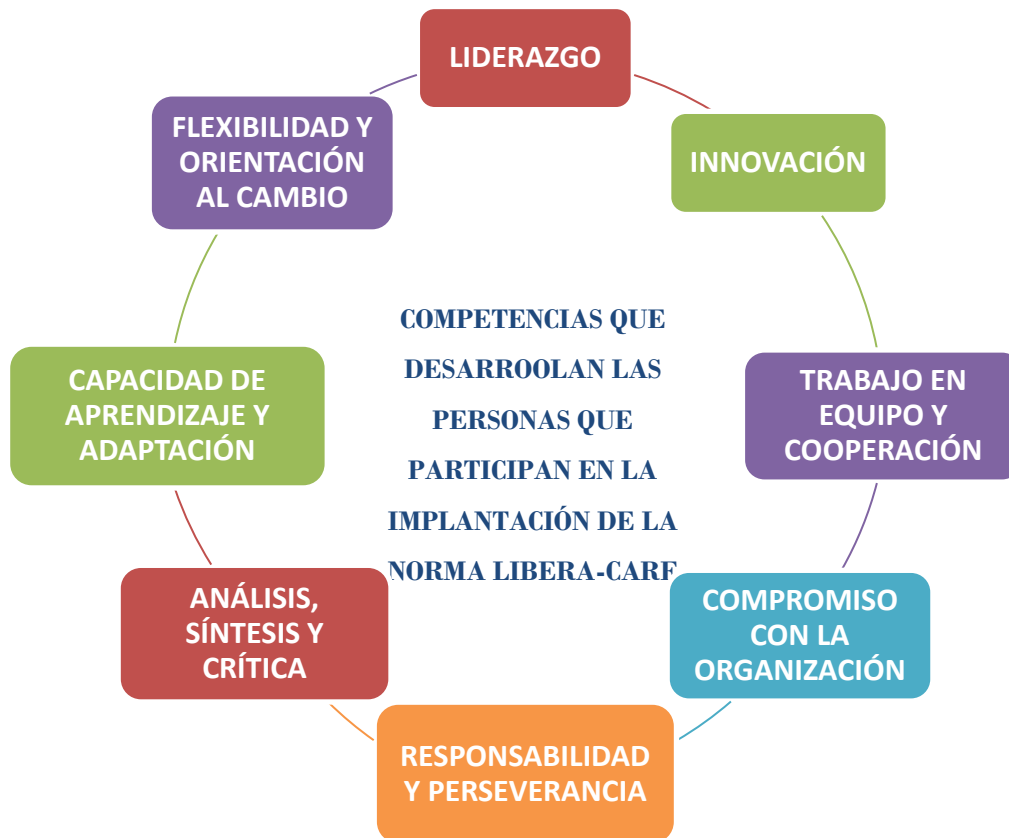 LIDERAZGO
INNOVACIÓN
TRABAJO EN
EQUIPO Y
COOPERACIÓN
COMPROMISO
CON LA
ORGANIZACIÓN
RESPONSABILIDAD
Y PERSEVERANCIA
ANÁLISIS,
SÍNTESIS Y
CRÍTICA
CAPACIDAD DE
APRENDIZAJE Y
ADAPTACIÓN
FLEXIBILIDAD Y
ORIENTACIÓN
AL CAMBIO
COMPETENCIAS QUE
DESARROOLAN LAS
PERSONAS QUE
PARTICIPAN EN LA
IMPLANTACIÓN DE LA
NORMA LIBERA-CARE